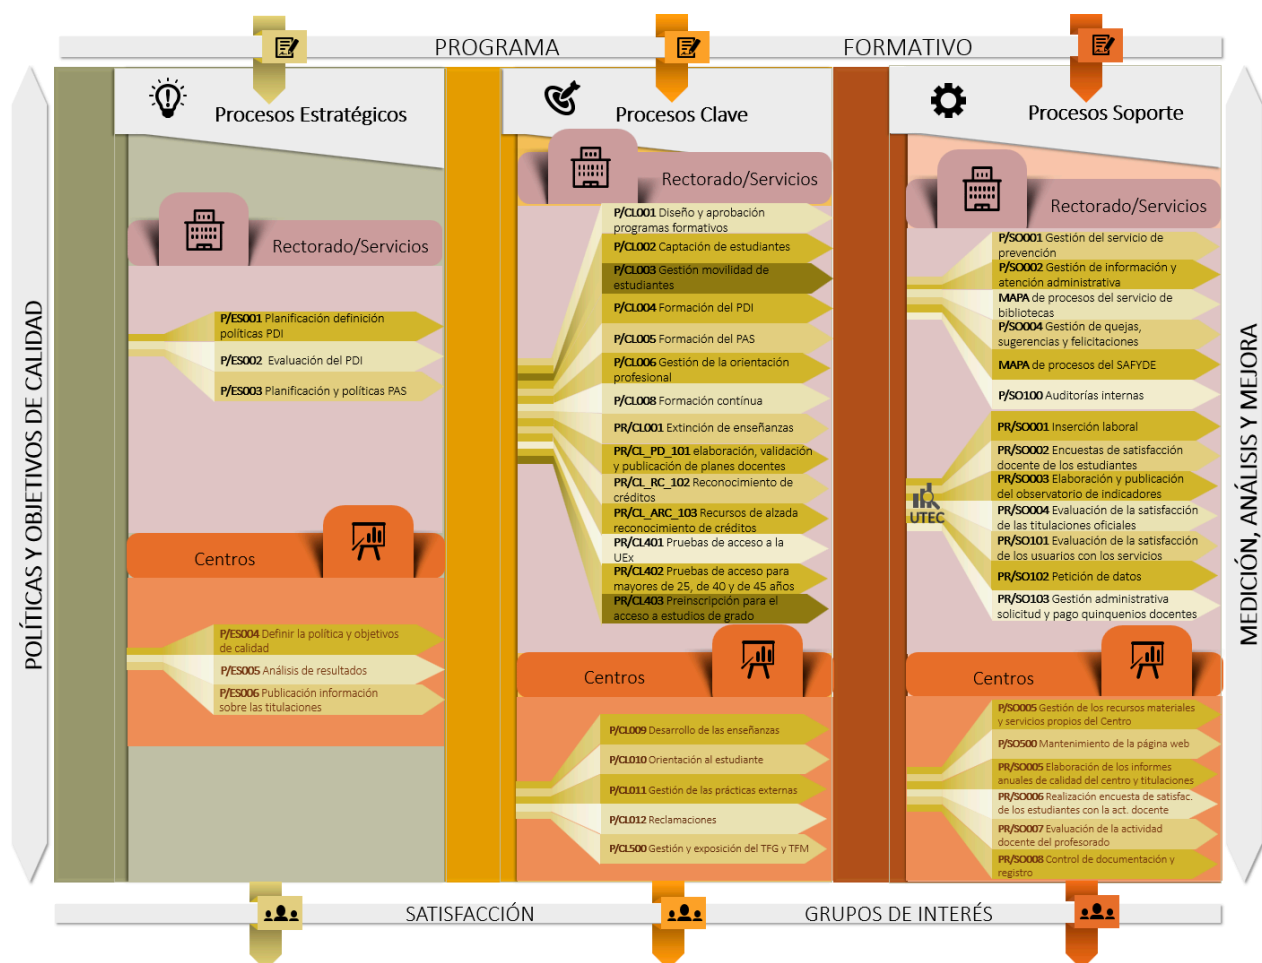 PROGRAMA FORMATIVO
POLÍTICAS Y OBJETIVOS DE CALIDAD
Procesos Estratégicos
Rectorado/Servicios
P/ES001 Planificación definición
políticas PDI
P/ES002 Evaluación del PDI
P/ES003 Planificación y políticas PAS
Centros
P/ES004 Definir la política y objetivos
de calidad
P/ES005 Análisis de resultados
P/ES006 Publicación información
sobre las titulaciones
Procesos Clave
Rectorado/Servicios
P/CL001 Diseño y aprobación
programas formativos
P/CL002 Captación de estudiantes
P/CL003 Gestión movilidad de
estudiantes
P/CL004 Formación del PDI
P/CL005 Formación del PAS
P/CL006 Gestión de la orientación
profesional
P/CL008 Formación contínua
PR/CL001 Extinción de enseñanzas
PR/CL_PD_101 elaboración, validación
y publicación de planes docentes
PR/CL_RC_102 Reconocimiento de
créditos
PR/CL_ARC_103 Recursos de alzada
reconocimiento de créditos
PR/CL401 Pruebas de acceso a la
UEx
PR/CL402 Pruebas de acceso para
mayores de 25, de 40 y de 45 años
PR/CL403 Preinscripción para el
acceso a estudios de grado
Centros
P/CL009 Desarrollo de las enseñanzas
P/CL010 Orientación al estudiante
P/CL011 Gestión de las prácticas externas
P/CL012 Reclamaciones
P/CL500 Gestión y exposición del TFG y TFM
Procesos Soporte
Rectorado/Servicios
P/SO001 Gestión del servicio de
prevención
P/SO002 Gestión de información y
atención administrativa
MAPA de procesos del servicio de
bibliotecas
P/SO004 Gestión de quejas,
sugerencias y felicitaciones
MAPA de procesos del SAFYDE
P/SO100 Auditorías internas
UTEC
PR/SO001 Inserción laboral
PR/SO002 Encuestas de satisfacción
docente de los estudiantes
PR/SO003 Elaboración y publicación
del observatorio de indicadores
PR/SO004 Evaluación de la satisfacción
de las titulaciones oficiales
PR/SO101 Evaluación de la satisfacción
de los usuarios con los servicios
PR/SO102 Petición de datos
PR/SO103 Gestión administrativa
solicitud y pago quinquenios docentes
Centros
P/SO005 Gestión de los recursos materiales
y servicios propios del Centro
P/SO500 Mantenimiento de la página web
PR/SO005 Elaboración de los informes
anuales de calidad del centro y titulaciones
PR/SO006 Realización encuesta de satisfac.
de los estudiantes con la act. docente
PR/SO007 Evaluación de la actividad
docente del profesorado
PR/SO008 Control de documentación y
registro
MEDICIÓN, ANÁLISIS Y MEJORA
SATISFACCIÓN GRUPOS DE INTERÉS